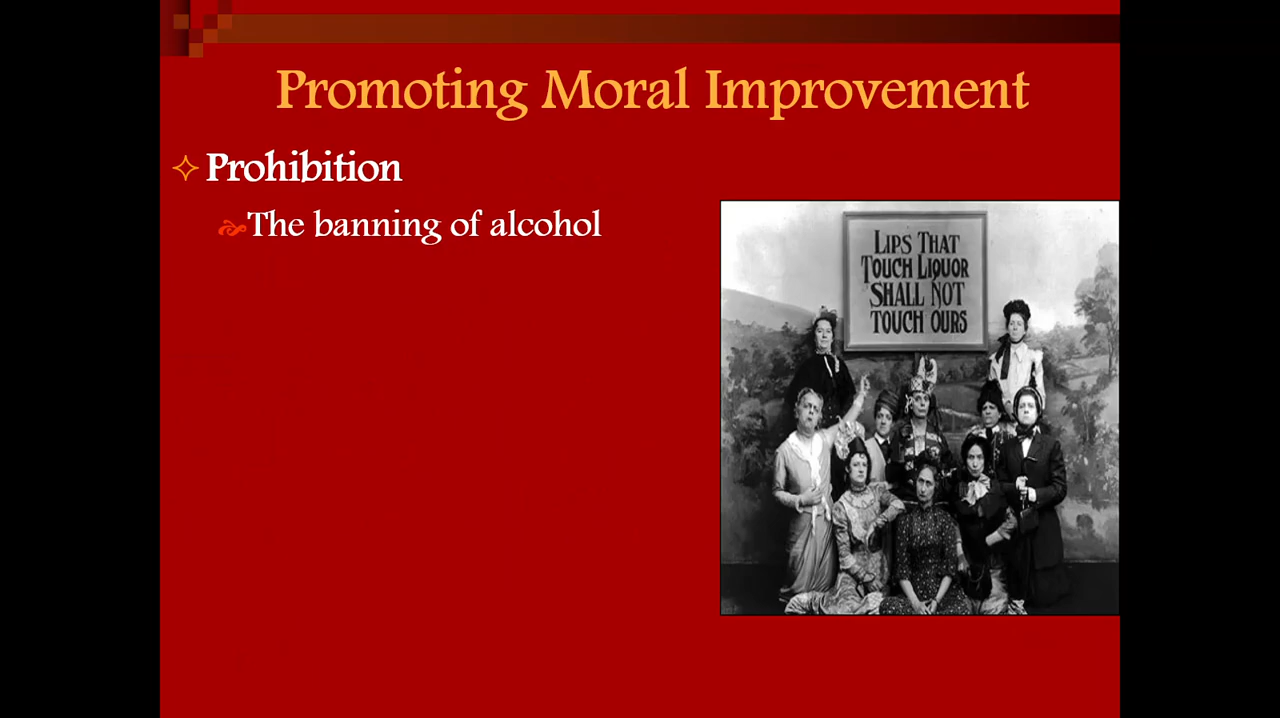 Promoting Moral Improvement
Prohibition
The banning of alcohol
LIPS THAT
TOUCH LIQUOR
SHALL NOT
TOUCH OURS